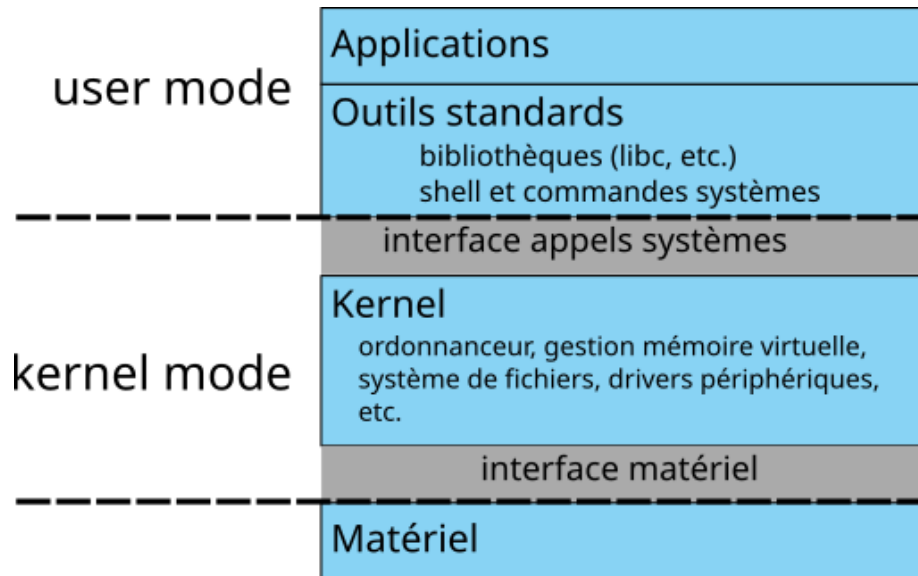 Applications
user mode
Outils standards
bibliothèques (libc, etc.)
shell et commandes systèmes
interface appels systèmes
Kernel
ordonnanceur, gestion mémoire virtuelle,
kernel mode
système de fichiers, drivers périphériques,
etc.
interface matériel
Matériel